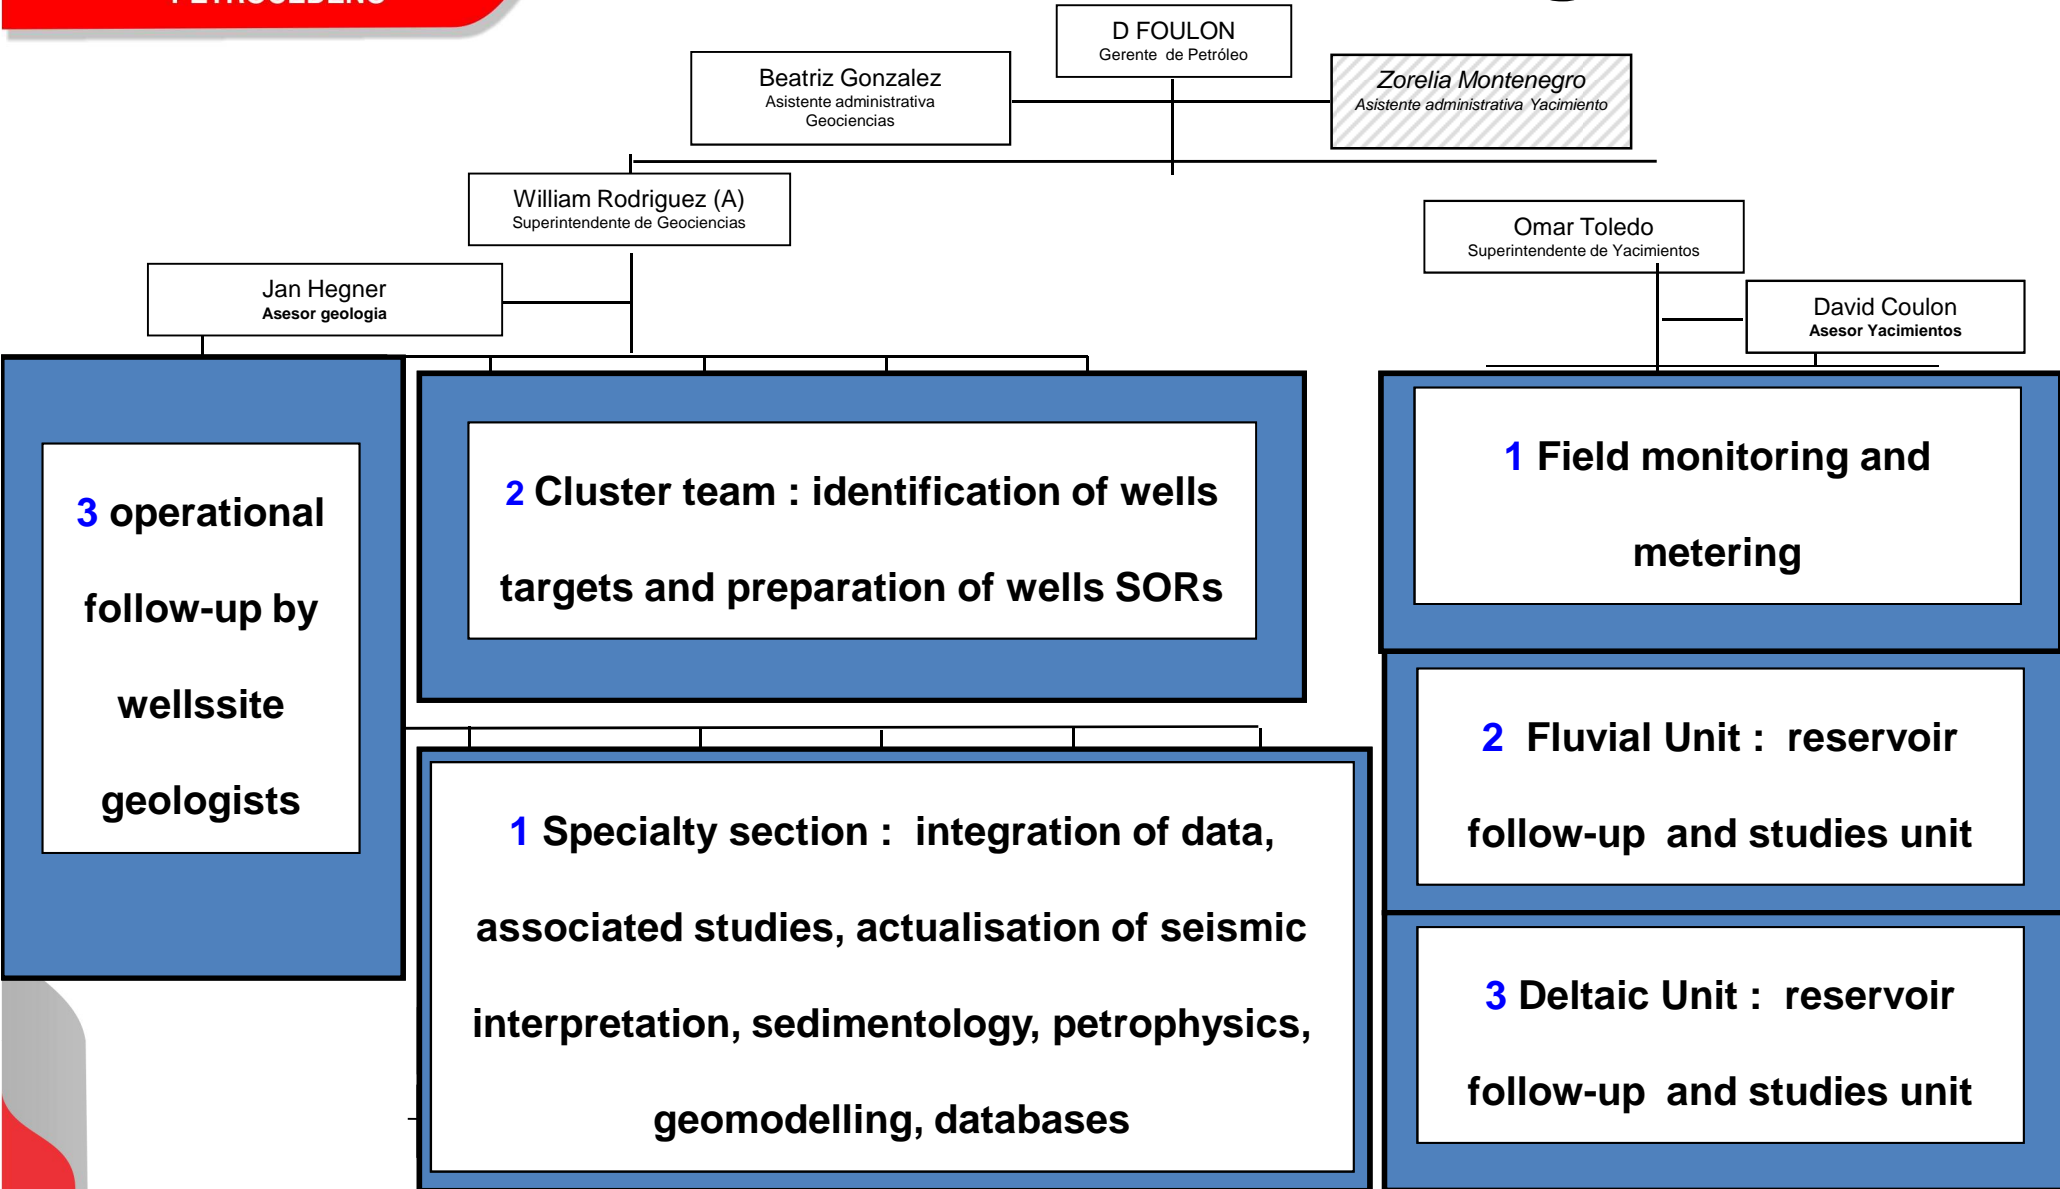 D FOULON
Gerente de Petróleo
Beatriz Gonzalez
Asistente administrativa
Geociencias
Zorelia Montenegro
Asistente administrativa Yacimiento
William Rodriguez (A)
Superintendente de Geociencias
Omar Toledo
Superintendente de Yacimientos
Jan Hegner
Asesor geologia
David Coulon
Asesor Yacimientos
3 operational
follow-up by
wellssite
geologists
2 Cluster team : identification of wells
targets and preparation of wells SORs
1 Specialty section : integration of data,
associated studies, actualisation of seismic
interpretation, sedimentology, petrophysics,
geomodelling, databases
1 Field monitoring and
metering
2 Fluvial Unit : reservoir
follow-up and studies unit
3 Deltaic Unit : reservoir
follow-up and studies unit